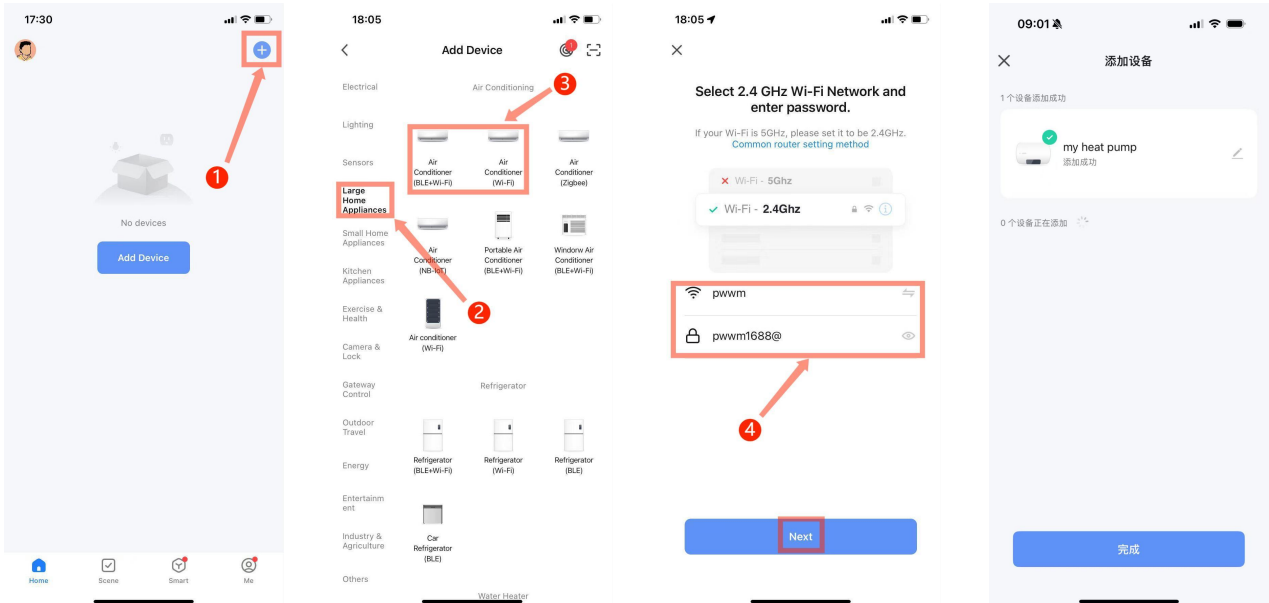 17:30
1
No devices
Add Device
Home
Scene
Smart
Me
18:05
Add Device
1
Electrical
Lighting
Sensors
Large
Home
Appliances
Small Home
Appliances
Kitchen
Appliances
Exercise &
Health
Camera &
Lock
Gateway
Control
Outdoor
Travel
Energy
Entertainm
ent
Industry &
Agriculture
Others
Air Conditioning
3
Air
Conditioner
(BLE+Wi-Fi)
Air
Conditioner
(Wi-Fi)
Air
Conditioner
(Zigbee)
Air
Conditioner
(NB-IoT)
Portable Air
Conditioner
(BLE+Wi-Fi)
Window Air
Conditioner
(BLE+Wi-Fi)
2
Air conditioner
(Wi-Fi)
Refrigerator
Refrigerator
(BLE+Wi-Fi)
Refrigerator
(Wi-Fi)
Refrigerator
(BLE)
Car
Refrigerator
(BLE)
Water Heater
18:05
Select 2.4 GHz Wi-Fi Network and
enter password.
If your Wi-Fi is 5GHz, please set it to be 2.4GHz.
Common router setting method
Wi-Fi - 5Ghz
Wi-Fi - 2.4Ghz
pwwm
pwwm1688@
4
Next
09:01
添加设备
1 个设备添加成功
my heat pump
添加成功
0 个设备正在添加
完成